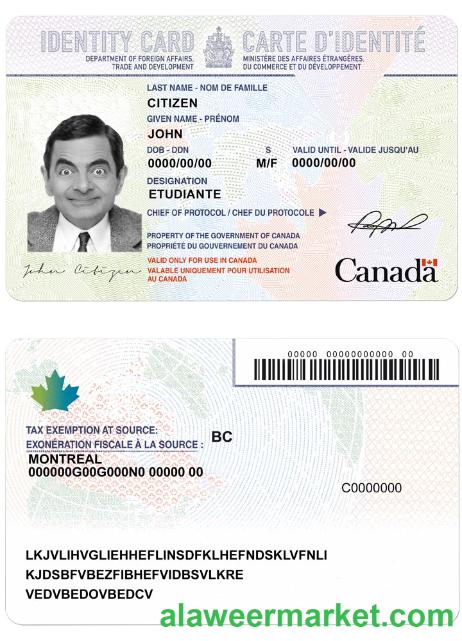 IDENTITY CARD CARTE D'IDENTITÉ
DEPARTMENT OF FOREIGN AFFAIRS, TRADE AND DEVELOPMENT
MINISTÈRE DES AFFAIRES ÉTRANGÈRES, DU COMMERCE ET DU DÉVELOPPEMENT
LAST NAME - NOM DE FAMILLE
CITIZEN
GIVEN NAME - PRÉNOM
JOHN
DOB - DDN S VALID UNTIL - VALIDE JUSQU'AU
0000/00/00 M/F 0000/00/00
DESIGNATION
ETUDIANTE
CHIEF OF PROTOCOL / CHEF DU PROTOCOLE
PROPERTY OF THE GOVERNMENT OF CANADA
PROPRIÉTÉ DU GOUVERNEMENT DU CANADA
VALID ONLY FOR USE IN CANADA
VALABLE UNIQUEMENT POUR UTILISATION
AU CANADA
John Citizen
Canada
00000 00000000000 00
TAX EXEMPTION AT SOURCE:
EXONÉRATION FISCALE À LA SOURCE : BC
MONTREAL
000000G00G000N0 00000 00
C0000000
LKJVLIHVGLIEHHEFLINSDFKLHEFNDSKLVFNLI
KJDSBFVBEZFIBHEFVIDBSVLKRE
VEDVBEDOVBEDCV
alaweermarket.com